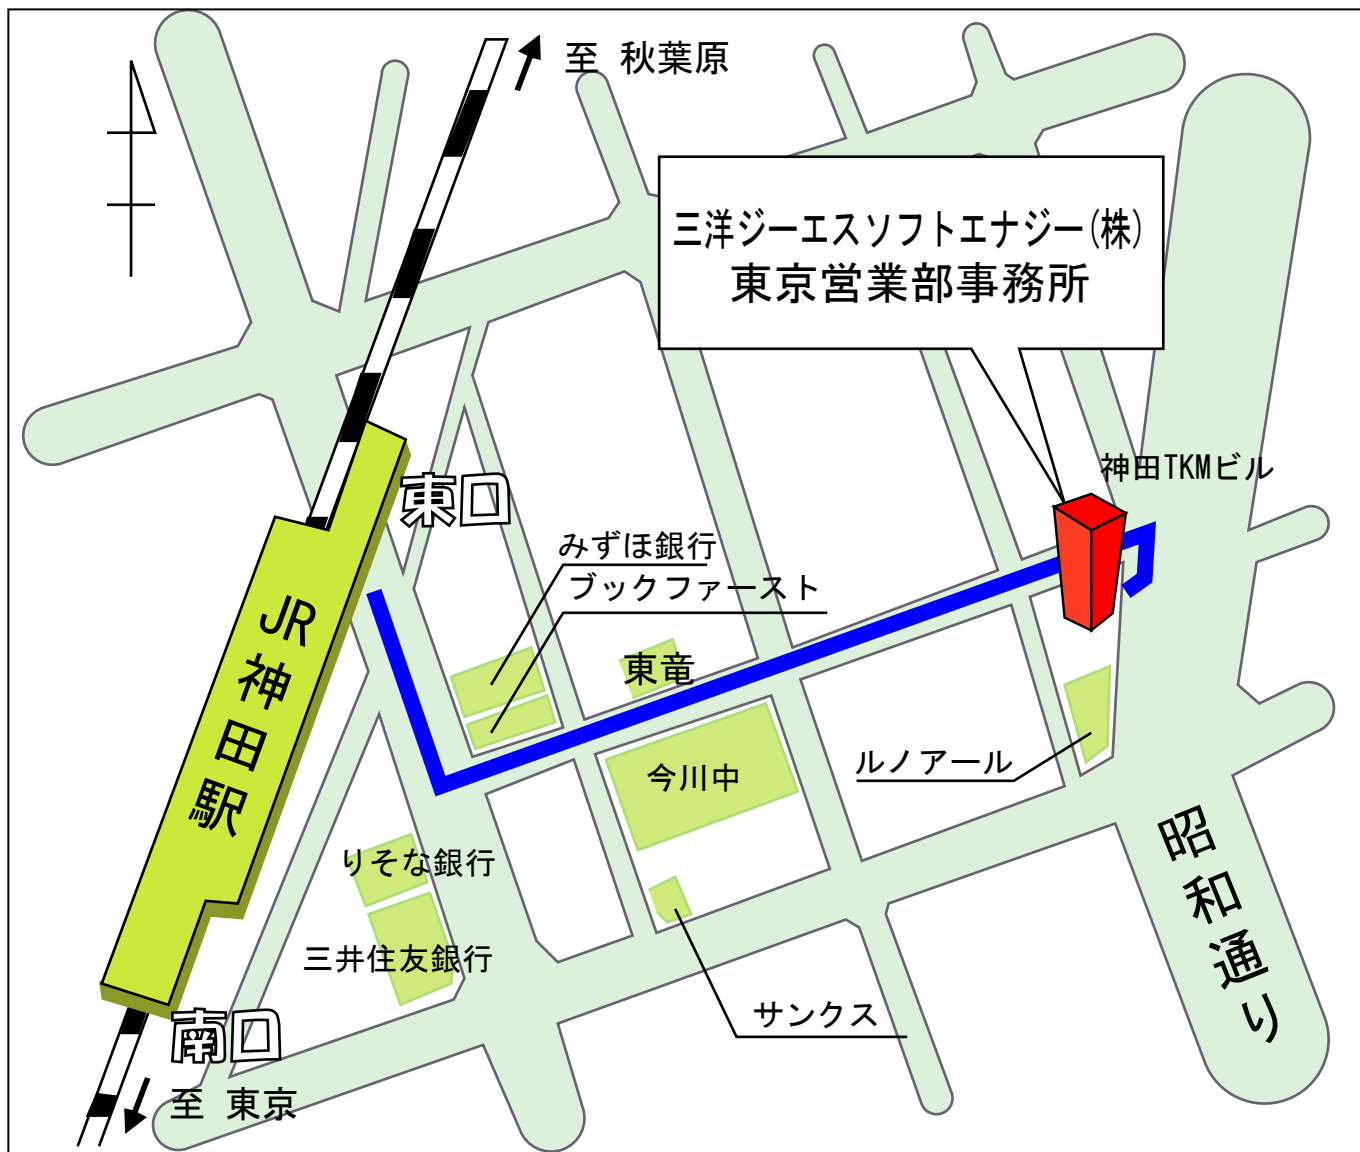 至 秋葉原
三洋ジーエスソフトエナジー(株)
東京営業部事務所
神田TKMビル
東口
みずほ銀行
ブックファースト
JR神田駅
東竜
今川中
ルノアール
りそな銀行
三井住友銀行
サンクス
昭和通り
南口
至 東京